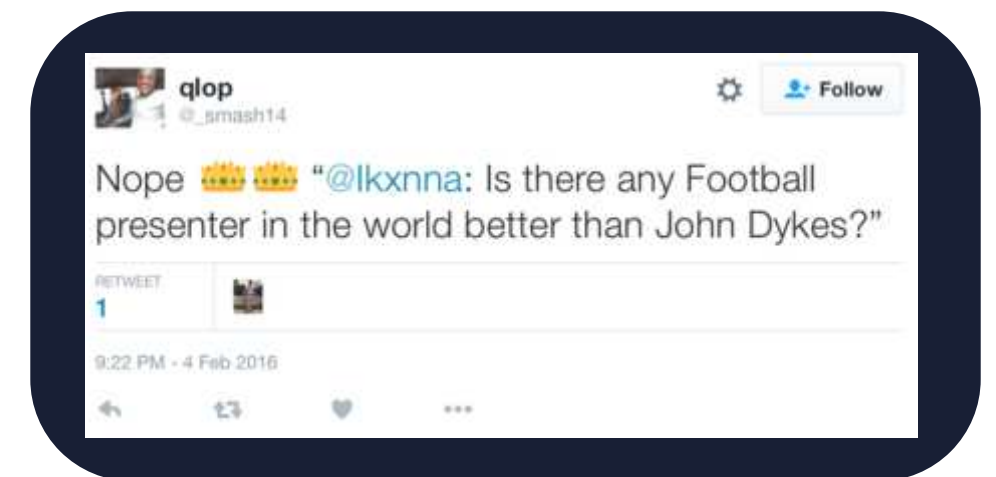 qlop
@_smash14
Follow
Nope 👑👑 “@lkxnna: Is there any Football
presenter in the world better than John Dykes?”
RETWEET
1
9:22 PM - 4 Feb 2016